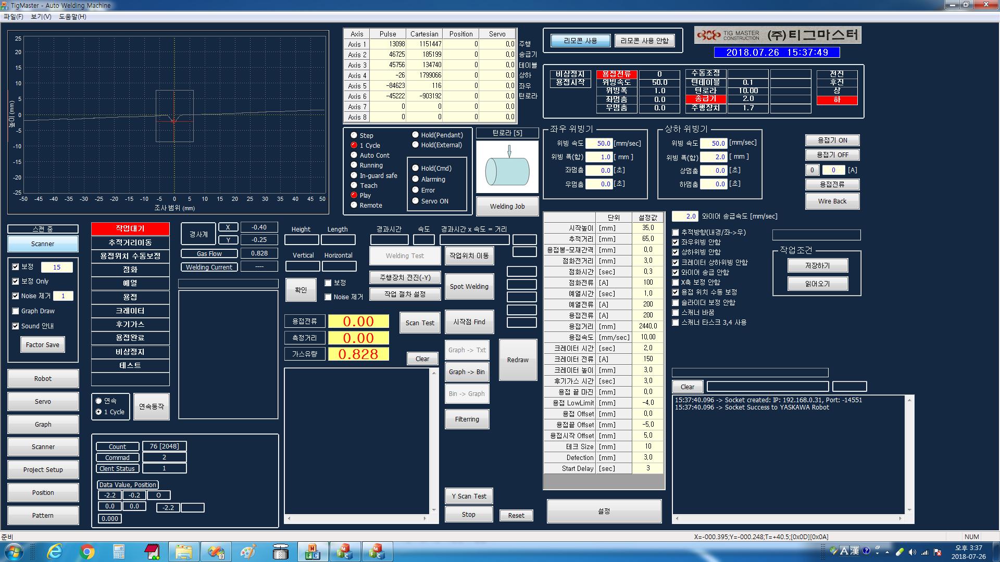 TigMaster - Auto Welding Machine
파일(F) 보기(V) 도움말(H)
25
20
15
10
5
0
-5
-10
-15
-20
-25
높이 (mm)
-50 -45 -40 -35 -30 -25 -20 -15 -10 -5 0 5 10 15 20 25 30 35 40 45 50
조사 범위 (mm)
Axis Pulse Cartesian Position Servo
Axis 1 13098 1151447 0 0,0 주행
Axis 2 46725 185199 0 0,0 송급기
Axis 3 45756 134740 0 0,0 테이블
Axis 4 -26 1799066 0 0,0 상하
Axis 5 -84623 116 0 0,0 좌우
Axis 6 -45222 -903192 0 0,0 턴로라
Axis 7 0 0 0 0,0
Axis 8 0 0 0 0,0
리모콘 사용 리모콘 사용 안함
TIG MASTER CONSTRUCTION (주)티그마스터
2018.07.26 15:37:49
비상정지
용접시작
용접전류 0
위빙속도 50.0
위빙폭 1.0
좌멈춤 0.0
우멈춤 0.0
수동조정
턴테이블 0.1
턴로라 10.00
송급기 2.0
주행장치 1.7
전진
후진
상
하
Step
1 Cycle
Auto Cont
Running
In-guard safe
Teach
Play
Remote
Hold(Pendant)
Hold(External)
Hold(Cmd)
Alarming
Error
Servo ON
턴로라 [5]
Welding Job
좌우 위빙기
위빙 속도 50.0 [mm/sec]
위빙 폭(합) 1.0 [ mm ]
좌멈춤 0.0 [초]
우멈춤 0.0 [초]
상하 위빙기
위빙 속도 50.0 [mm/sec]
위빙 폭(합) 2.0 [ mm ]
상멈춤 0.0 [초]
하멈춤 0.0 [초]
용접기 ON
용접기 OFF
0 0 [A]
용접전류
Wire Back
스캔 중
Scanner
보정 15
보정 Only
Noise 제거 1
Graph Draw
Sound 안내
Factor Save
Robot
Servo
Graph
Scanner
Project Setup
Position
Pattern
작업대기
추적거리이동
용접위치 수동보정
점화
예열
용접
크레이터
후기가스
용접완료
비상정지
테스트
연속
1 Cycle
연속동작
경사계 X -0.40
Y -0.25
Gas Flow 0.828
Welding Current ----
Height Length
Vertical Horizontal
확인
보정
Noise 제거
경과시간 속도 경과시간 x 속도 = 거리
Welding Test 작업위치 이동
주행장치 전진(-Y)
작업 절차 설정
Spot Welding
용접전류 0.00
측정거리 0.00
가스유량 0.828
Scan Test 시작점 Find
Clear
Graph -> Txt
Graph -> Bin
Bin -> Graph
Filterring
Redraw
Y Scan Test
Stop
Reset
Count 76 [2048]
Commad 2
Clent Status 1
Data Value, Position
-2.2 -0.2 O
0.0 0.0 -2.2
0.000
단위 설정값
시작높이 [mm] 35,0
추적거리 [mm] 65,0
용접봉-모재간격 [mm] 0,0
점화전거리 [mm] 3,0
점화시간 [sec] 0,3
점화전류 [A] 100
예열시간 [sec] 1,0
예열전류 [A] 200
용접전류 [A] 200
용접거리 [mm] 2440,0
용접속도 [mm/sec] 10,00
크레이터 시간 [sec] 2,0
크레이터 전류 [A] 150
크레이터 높이 [mm] 3,0
후기가스 시간 [sec] 3,0
용접 끝 마진 [mm] 0,0
용접 LowLimit [mm] -4,0
용접 Offset [mm] 0,0
용접끝 Offset [mm] -5,0
용접시작 Offset [mm] 5,0
테크 Size [mm] 10
Defection [mm] 3,0
Start Delay [sec] 3
설정
2.0 와이어 송급속도 [mm/sec]
추적방향(내경/좌->우)
좌우위빙 안함
상하위빙 안함
크레이터 상하위빙 안함
와이어 송급 안함
X축 보정 안함
용접 위치 수동 보정
슬라이더 보정 안함
스캐너 바꿈
스캐너 타스크 3,4 사용
작업조건
저장하기
읽어오기
Clear
15:37:40.096 -> Socket created: IP: 192.168.0.31, Port: -14551
15:37:40.096 -> Socket Success to YASKAWA Robot
준비
X=-000.395;Y=-000.248;T=+40.5;[0x0D][0x0A]
NUM
A 漢
오후 3:37
2018-07-26